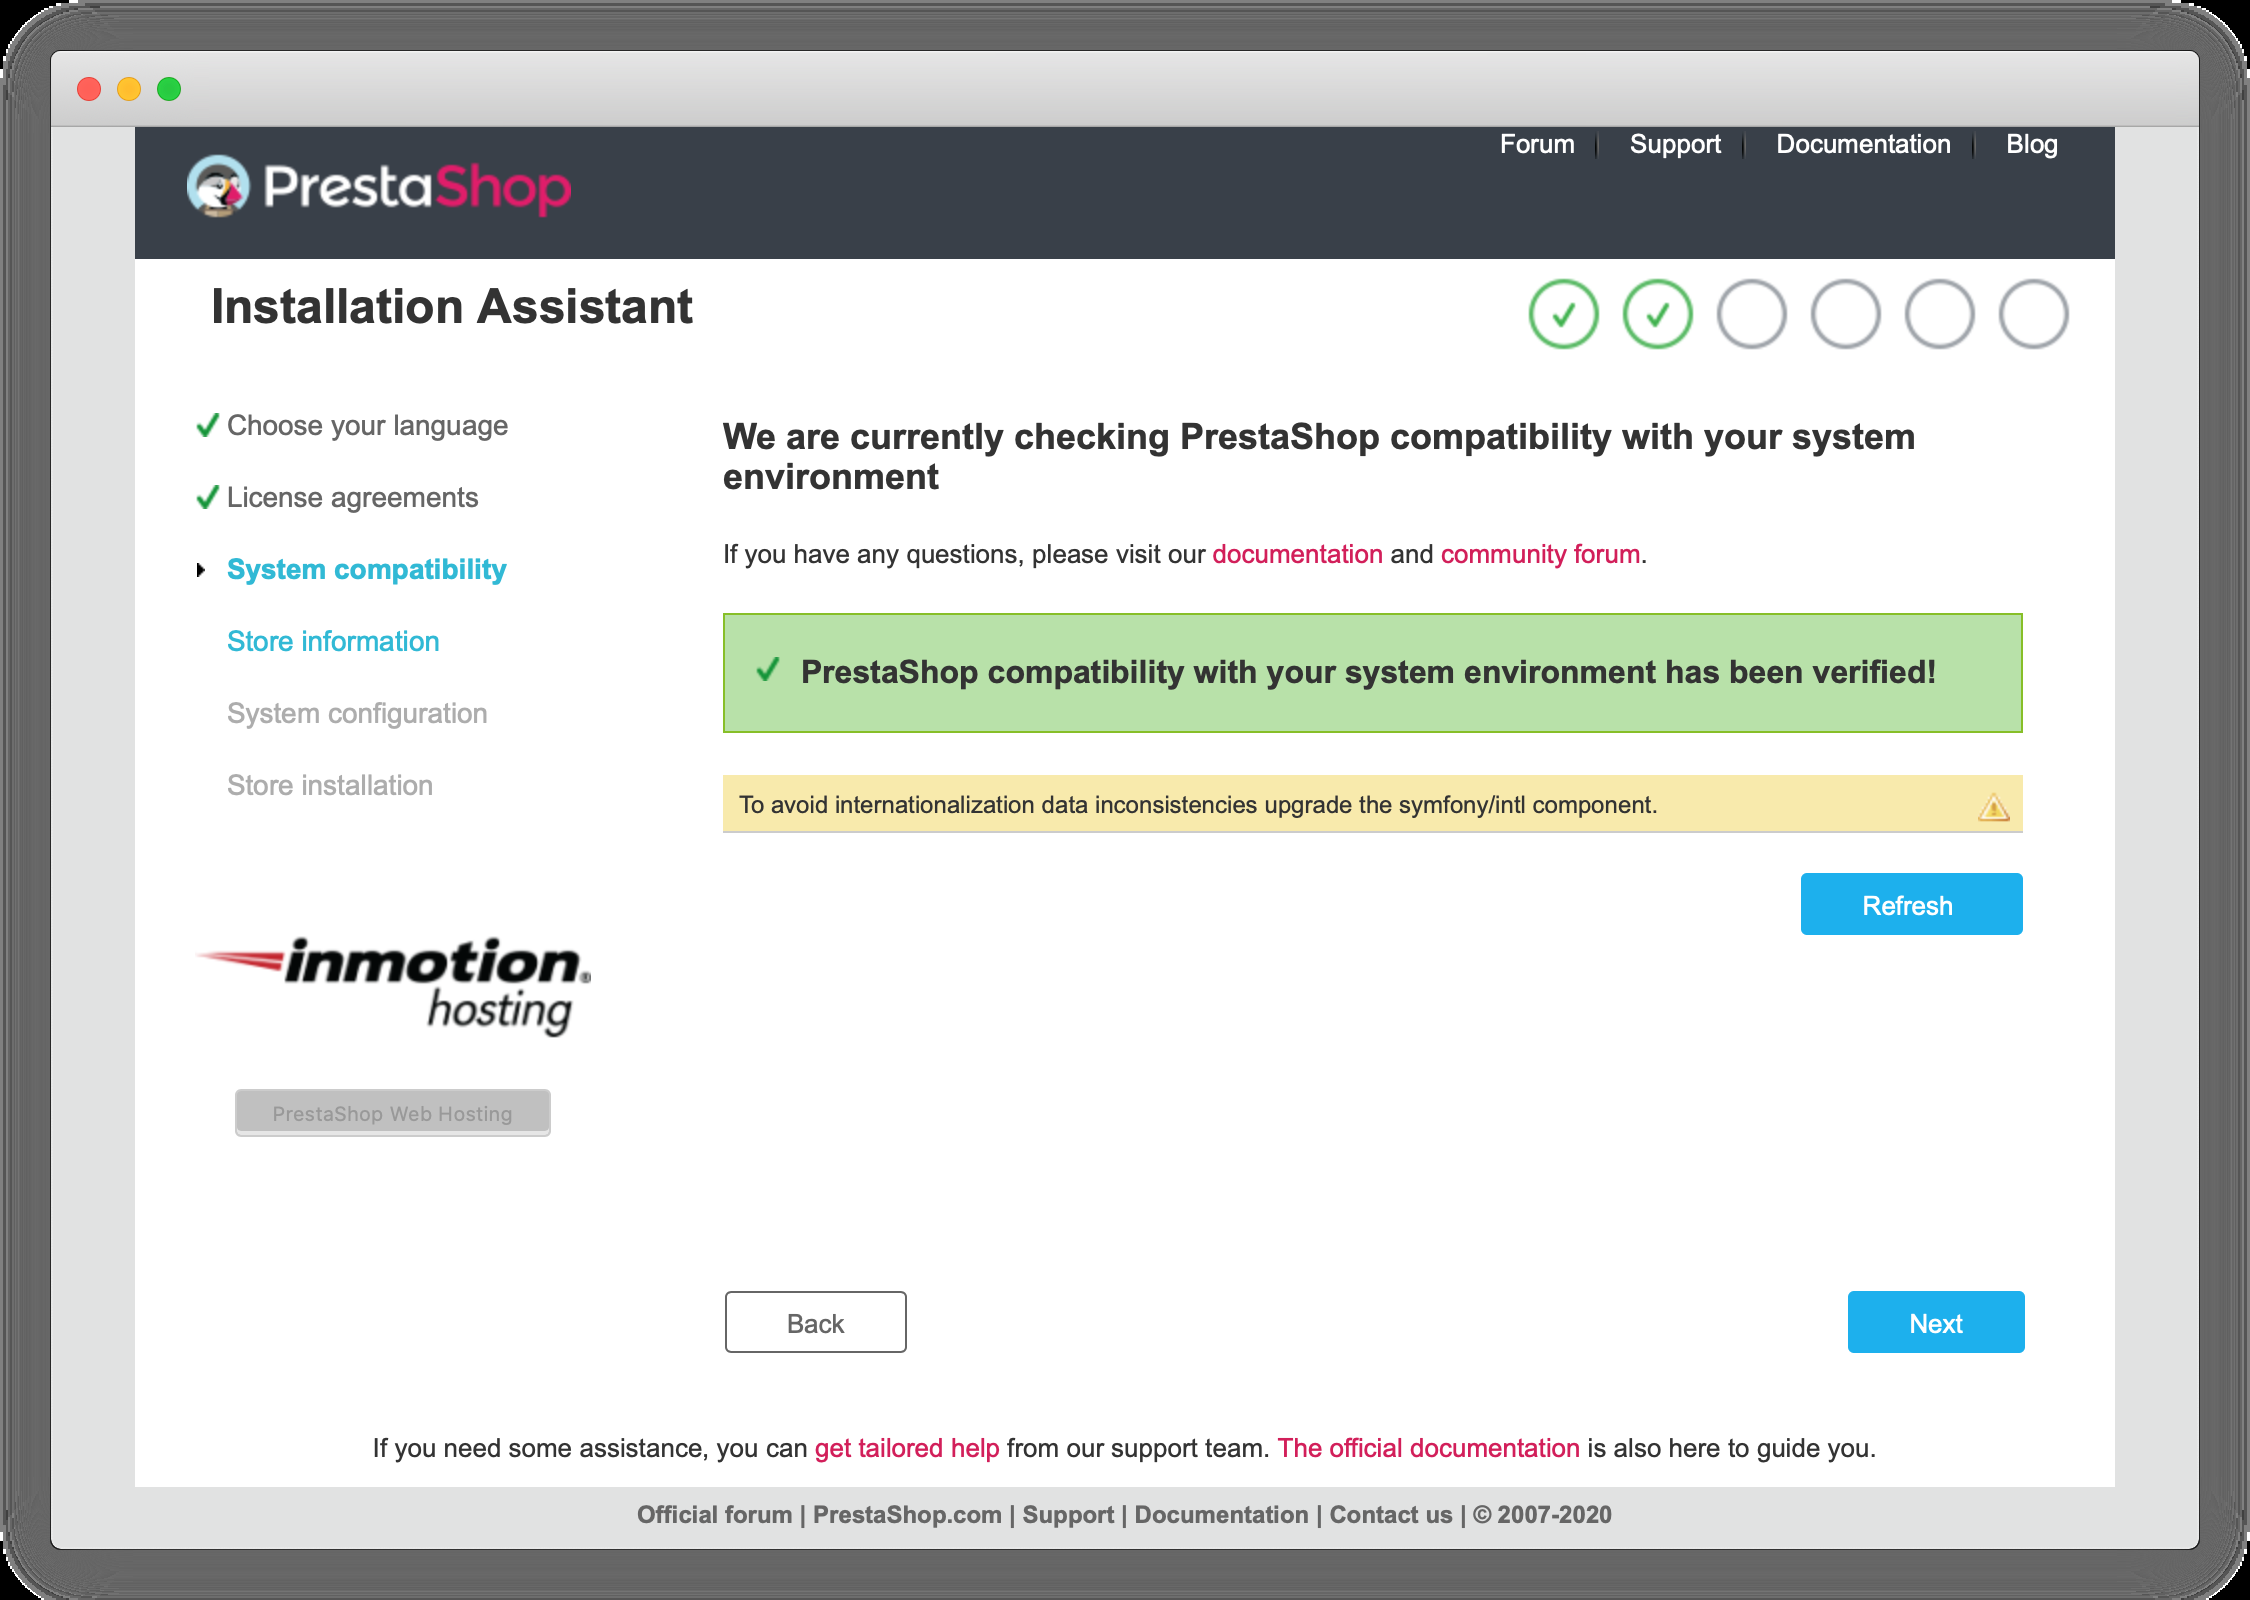 Forum
Support
Documentation
Blog
PrestaShop
Installation Assistant
Choose your language
License agreements
System compatibility
Store information
System configuration
Store installation
inmotion
hosting
PrestaShop Web Hosting
We are currently checking PrestaShop compatibility with your system
environment
If you have any questions, please visit our documentation and community forum.
PrestaShop compatibility with your system environment has been verified!
To avoid internationalization data inconsistencies upgrade the symfony/intl component.
Refresh
Back
Next
If you need some assistance, you can get tailored help from our support team. The official documentation is also here to guide you.
Official forum | PrestaShop.com | Support | Documentation | Contact us | © 2007-2020